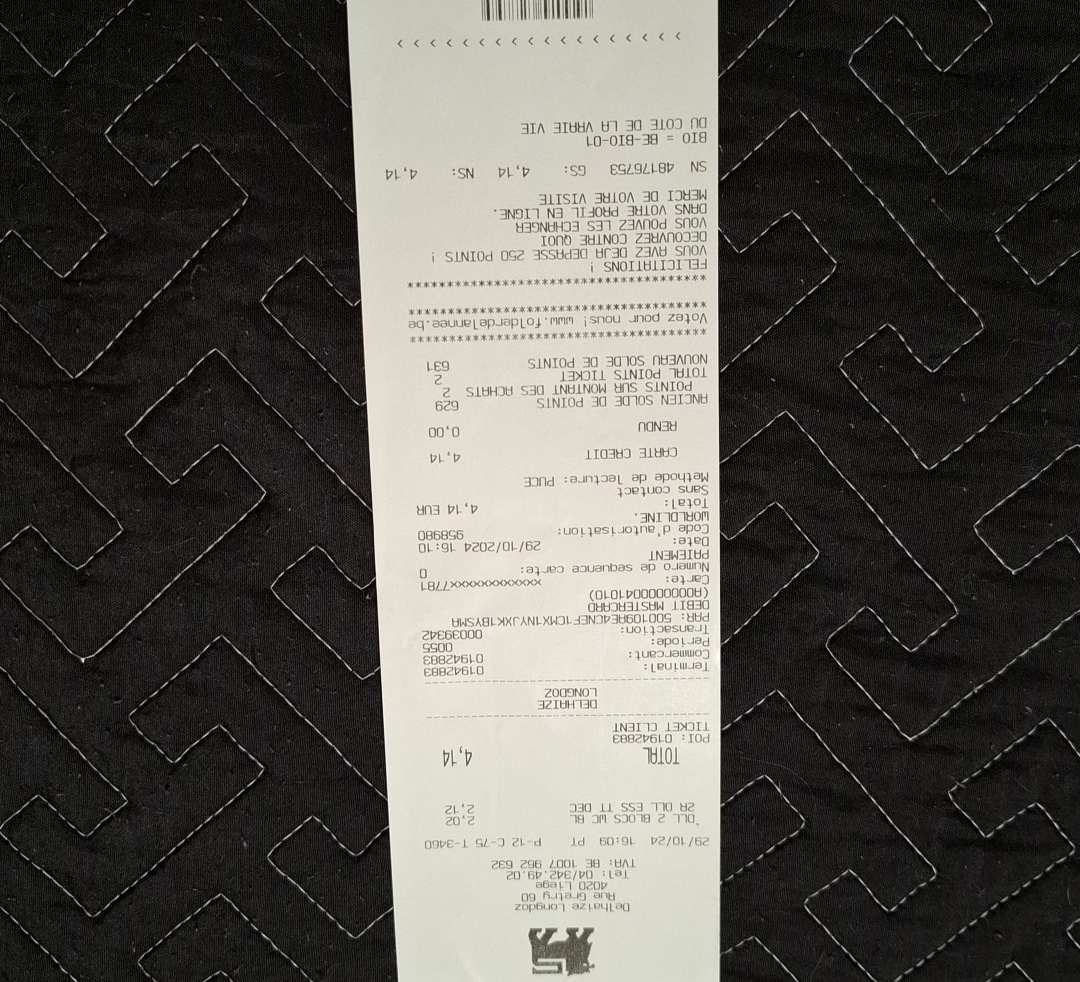 Delhaize Longdoz
Rue Gretry 60
4020 Liege
Tel: 04/342.49.02
TVA: BE 1007 962 632
29/10/24 16:09 PT P-12 C-75 T-3460
*DLL 2 BLOCS WC BL 2,02
2R DLL ESS TT DEC 2,12
TOTAL 4,14
POI: 01942883
TICKET CLIENT
DELHAIZE
LONGDOZ
Terminal: 01942883
Commercant: 01942883
Periode: 0055
Transaction: 00039342
PAR: 500109AE4CNEF1CMX1NYJXK1BYSMA
DEBIT MASTERCARD
(A0000000041010)
Carte: xxxxxxxxxxxxx7781
Numero de sequence carte: 0
PRIEMENT
Date: 29/10/2024 16:10
Code d'autorisation: 958980
WORLDLINE.
Total: 4,14 EUR
Sans contact
Methode de lecture: PUCE
CARTE CREDIT 4,14
RENDU 0,00
ANCIEN SOLDE DE POINTS 629
POINTS SUR MONTANT DES ACHATS 2
TOTAL POINTS TICKET 2
NOUVEAU SOLDE DE POINTS 631
****************************************
Votez pour nous! www.folderdelannee.be
****************************************
****************************************
FELICITATIONS !
VOUS AVEZ DEJA DEPASSE 250 POINTS !
DECOUVREZ CONTRE QUOI
VOUS POUVEZ LES ECHANGER
DANS VOTRE PROFIL EN LIGNE.
MERCI DE VOTRE VISITE
SN 48176753 GS: 4,14 NS: 4,14
BIO = BE-BIO-01
DU COTE DE LA VRAIE VIE